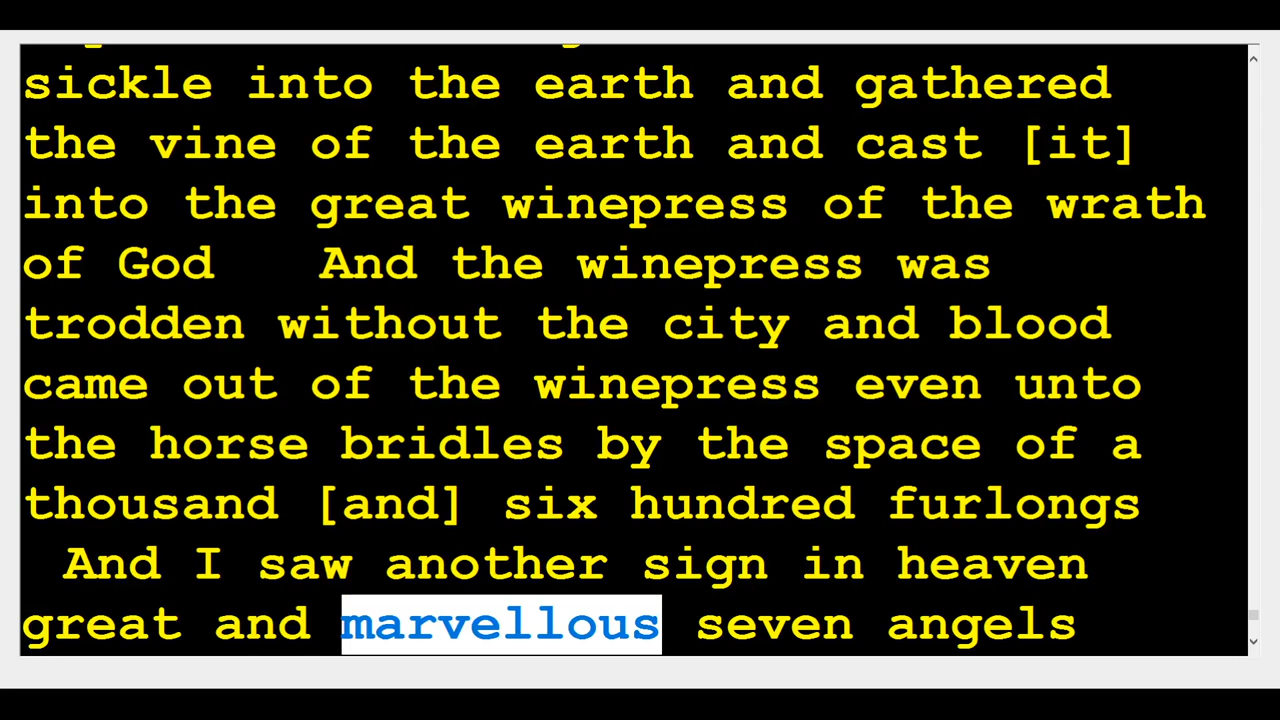 sickle into the earth and gathered
the vine of the earth and cast [it]
into the great winepress of the wrath
of God   And the winepress was
trodden without the city and blood
came out of the winepress even unto
the horse bridles by the space of a
thousand [and] six hundred furlongs
And I saw another sign in heaven
great and marvellous seven angels